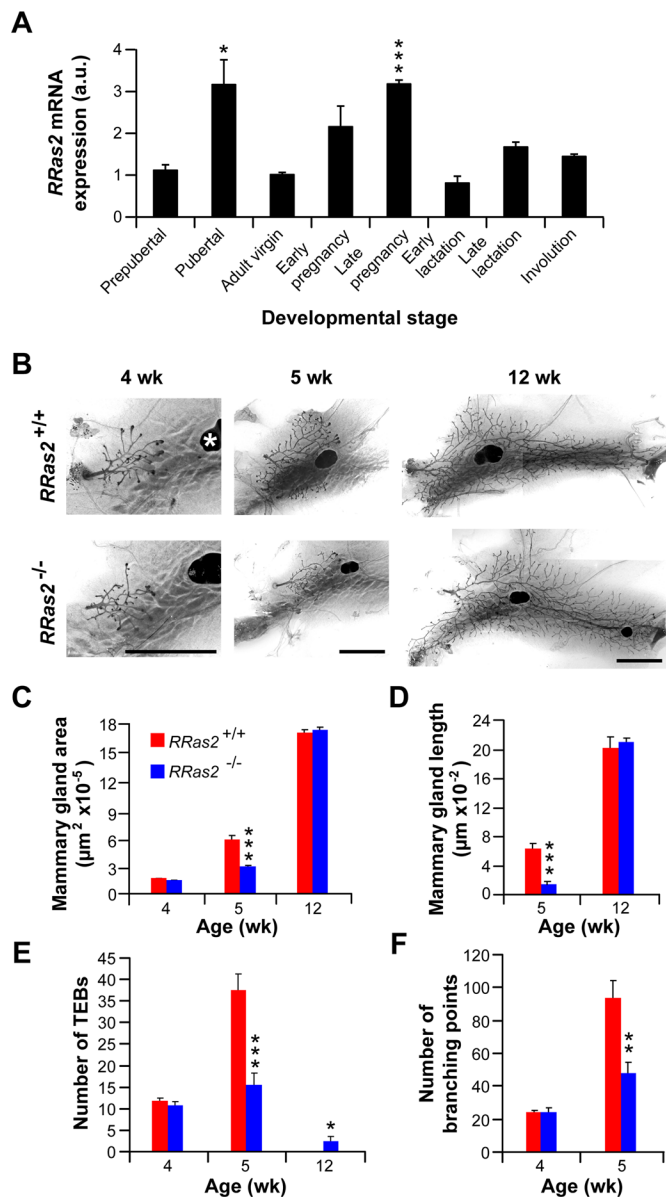 A
RRas2 mRNA
expression (a.u.)
4
3
2
1
0
*
***
Prepubertal
Pubertal
Adult virgin
Early
pregnancy
Late
pregnancy
Early
lactation
Late
lactation
Involution
Developmental stage
B
4 wk
5 wk
12 wk
RRas2+/+
*
RRas2-/-
C
Mammary gland area
(µm2 x10-5)
18
15
12
9
6
3
0
RRas2 +/+
RRas2 -/-
***
4
5
12
Age (wk)
D
Mammary gland length
(µm x10-2)
24
20
16
12
8
4
0
***
5
12
Age (wk)
E
Number of TEBs
45
40
35
30
25
20
15
10
5
0
***
*
4
5
12
Age (wk)
F
Number of
branching points
120
100
80
60
40
20
0
**
4
5
Age (wk)